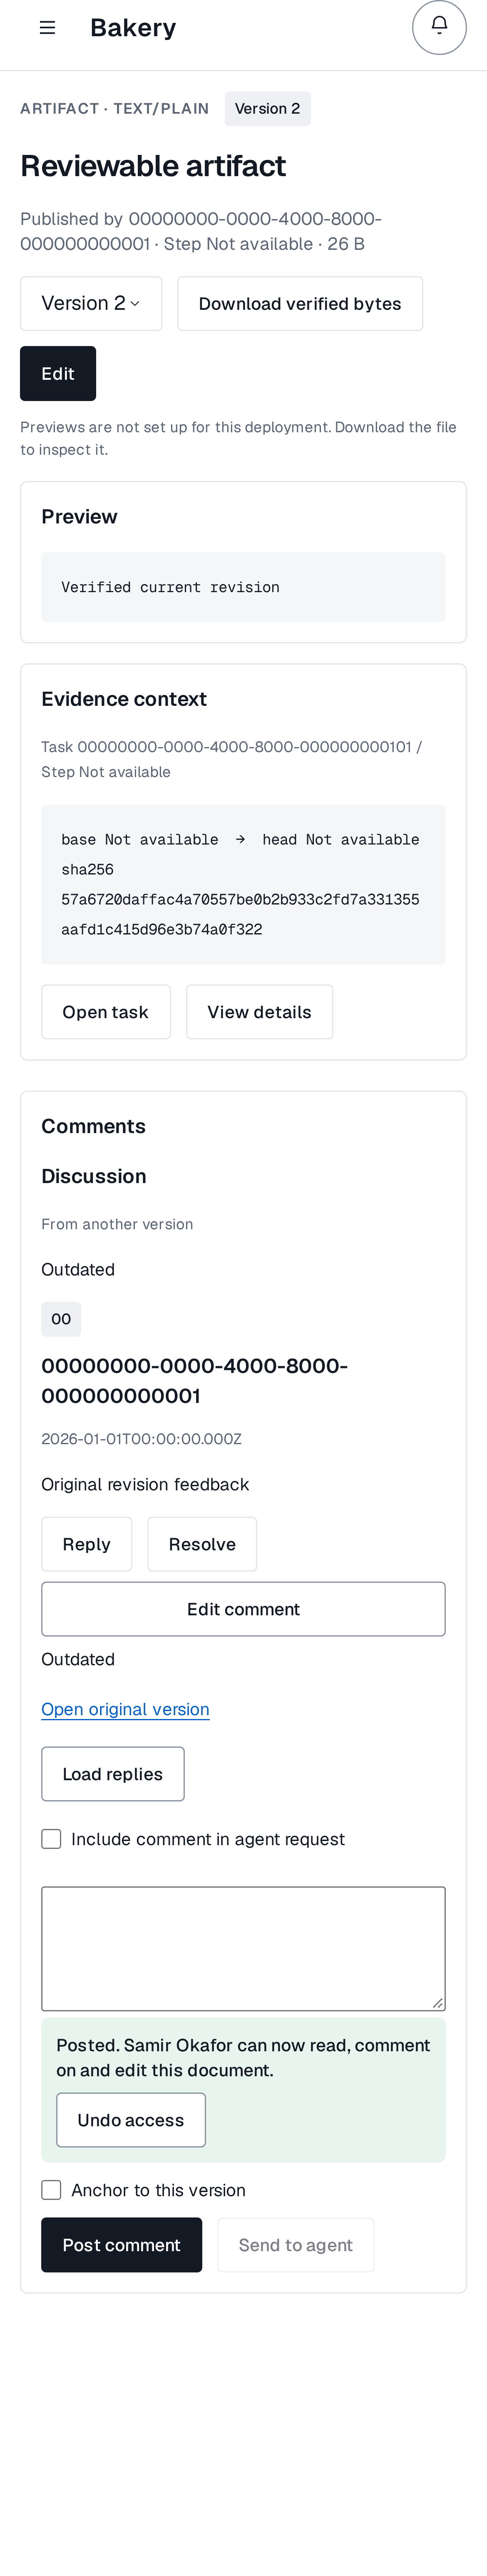 Bakery
ARTIFACT · TEXT/PLAIN Version 2
Reviewable artifact
Published by 00000000-0000-4000-8000-
000000000001 · Step Not available · 26 B
Version 2 Download verified bytes
Edit
Previews are not set up for this deployment. Download the file
to inspect it.
Preview
Verified current revision
Evidence context
Task 00000000-0000-4000-8000-000000000101 /
Step Not available
base Not available → head Not available
sha256
57a6720daffac4a70557be0b2b933c2fd7a331355
aafd1c415d96e3b74a0f322
Open task View details
Comments
Discussion
From another version
Outdated
00
00000000-0000-4000-8000-
000000000001
2026-01-01T00:00:00.000Z
Original revision feedback
Reply Resolve
Edit comment
Outdated
Open original version
Load replies
Include comment in agent request
Posted. Samir Okafor can now read, comment
on and edit this document.
Undo access
Anchor to this version
Post comment Send to agent